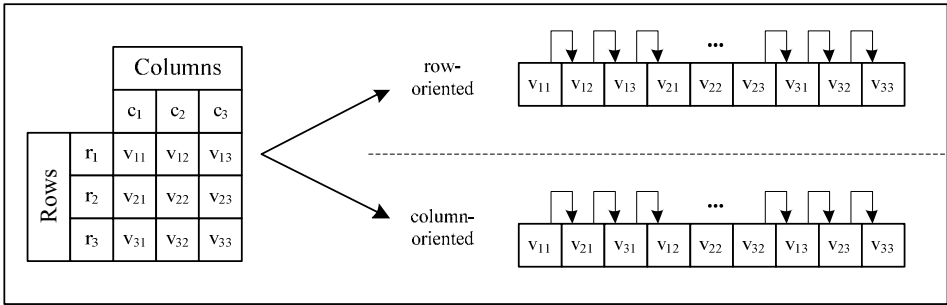 Columns
c₁ c₂ c₃
Rows
r₁ v₁₁ v₁₂ v₁₃
r₂ v₂₁ v₂₂ v₂₃
r₃ v₃₁ v₃₂ v₃₃
row-
oriented
...
v₁₁ v₁₂ v₁₃ v₂₁ v₂₂ v₂₃ v₃₁ v₃₂ v₃₃
column-
oriented
...
v₁₁ v₂₁ v₃₁ v₁₂ v₂₂ v₃₂ v₁₃ v₂₃ v₃₃